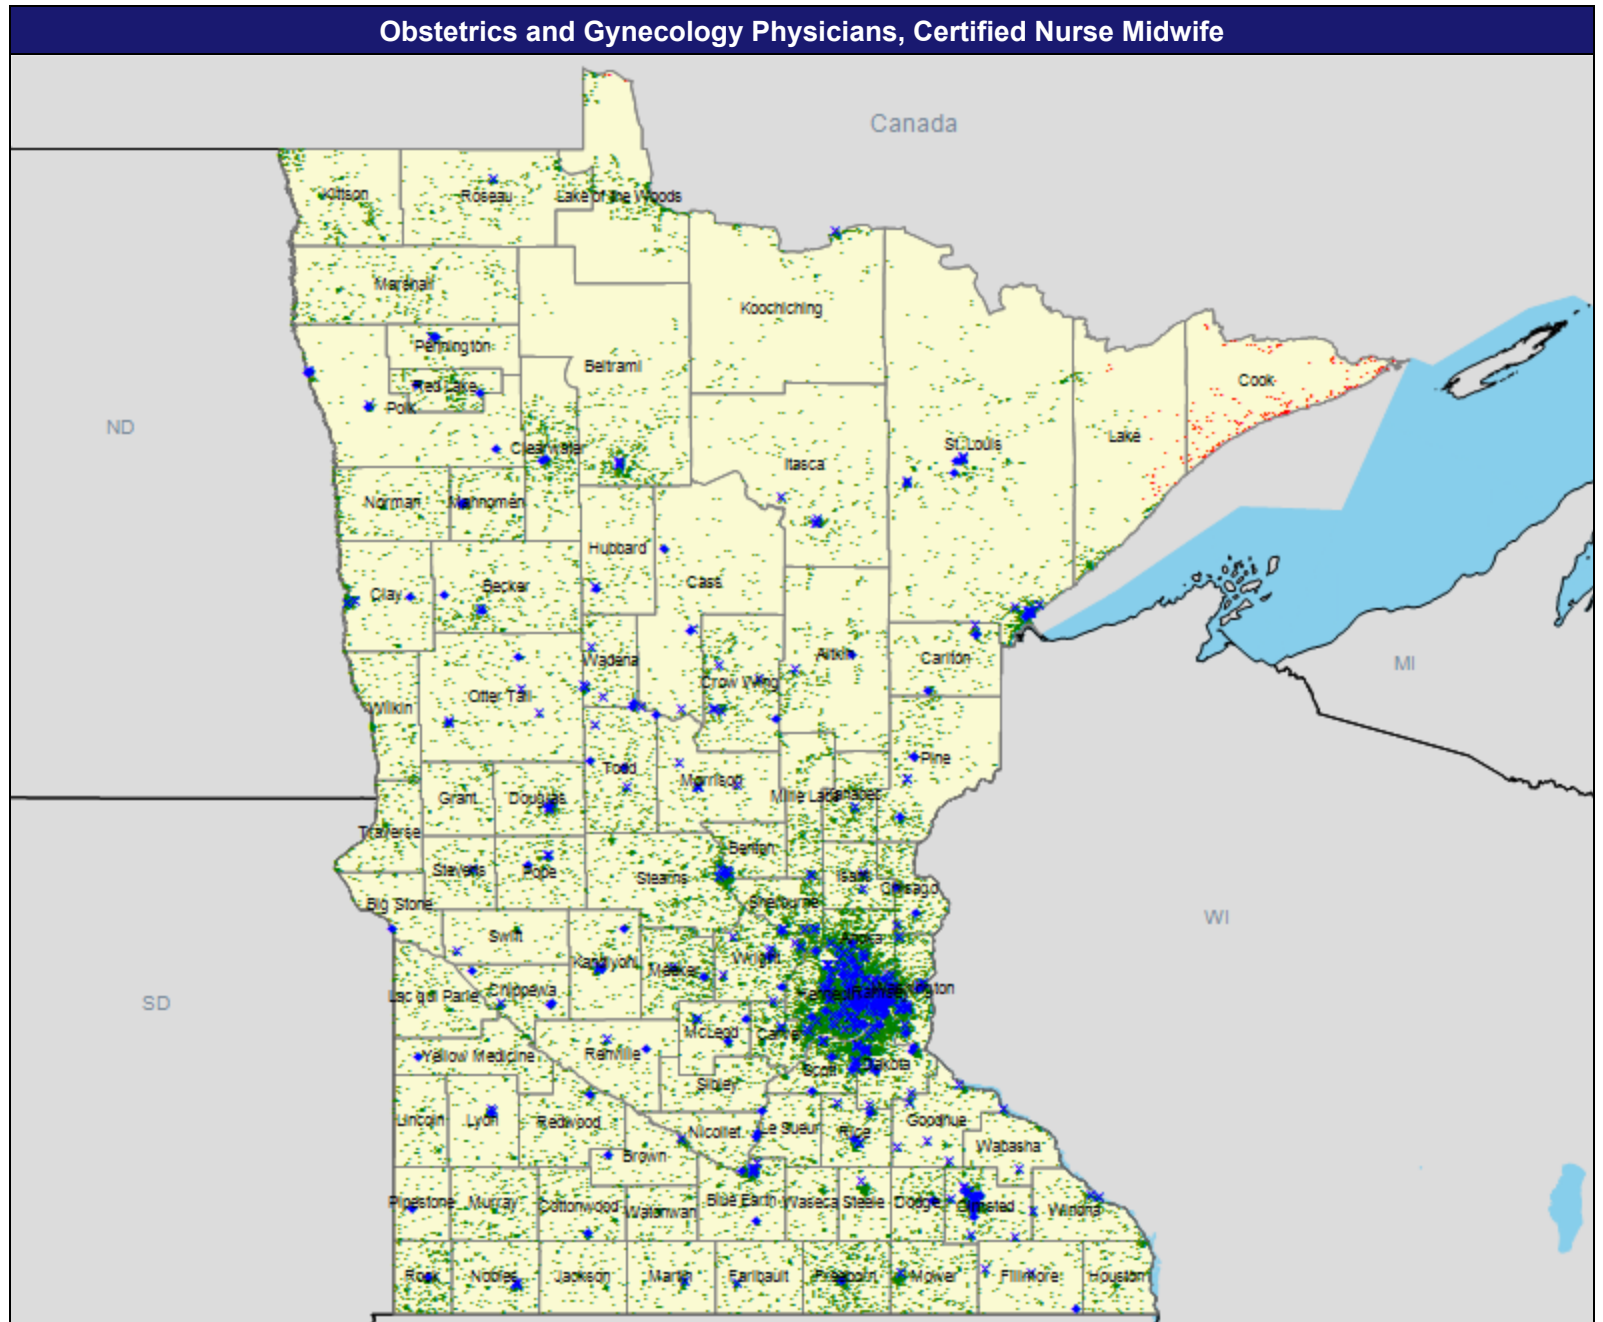 Obstetrics and Gynecology Physicians, Certified Nurse Midwife
Canada
Kittson
Roseau
Lake of the Woods
Marshall
Koochiching
Pennington
Beltrami
Red Lake
Cook
Polk
ND
Lake
Clearwater
St. Louis
Itasca
Norman
Mahnomen
Hubbard
Cass
Clay
Becker
Aitkin
Carlton
MI
Wadena
Crow Wing
Otter Tail
Wilkin
Pine
Todd
Morrison
Grant
Douglas
Mille Lacs
Kanabec
Traverse
Benton
Stevens
Pope
Stearns
Isanti
Chisago
Big Stone
Sherburne
WI
Swift
Anoka
Kandiyohi
Meeker
Wright
Lac qui Parle
Chippewa
Hennepin
Ramsey
Washington
SD
McLeod
Carver
Yellow Medicine
Renville
Scott
Dakota
Sibley
Lincoln
Lyon
Redwood
Nicollet
Le Sueur
Rice
Goodhue
Wabasha
Brown
Pipestone
Murray
Cottonwood
Watonwan
Blue Earth
Waseca
Steele
Dodge
Olmsted
Winona
Rock
Nobles
Jackson
Martin
Faribault
Freeborn
Mower
Fillmore
Houston